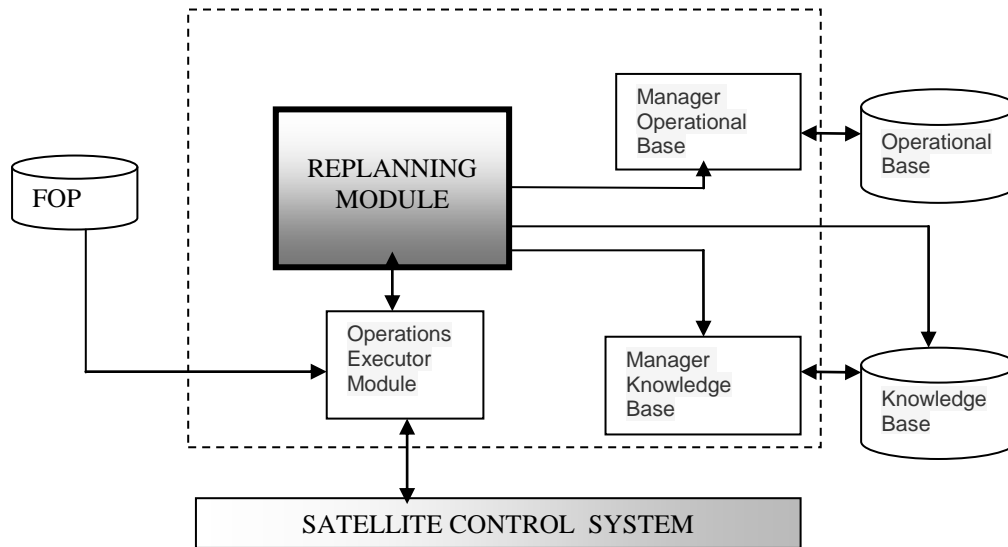 Manager
Operational
Base
Operational
Base
REPLANNING
MODULE
FOP
Operations
Executor
Module
Manager
Knowledge
Base
Knowledge
Base
SATELLITE CONTROL SYSTEM